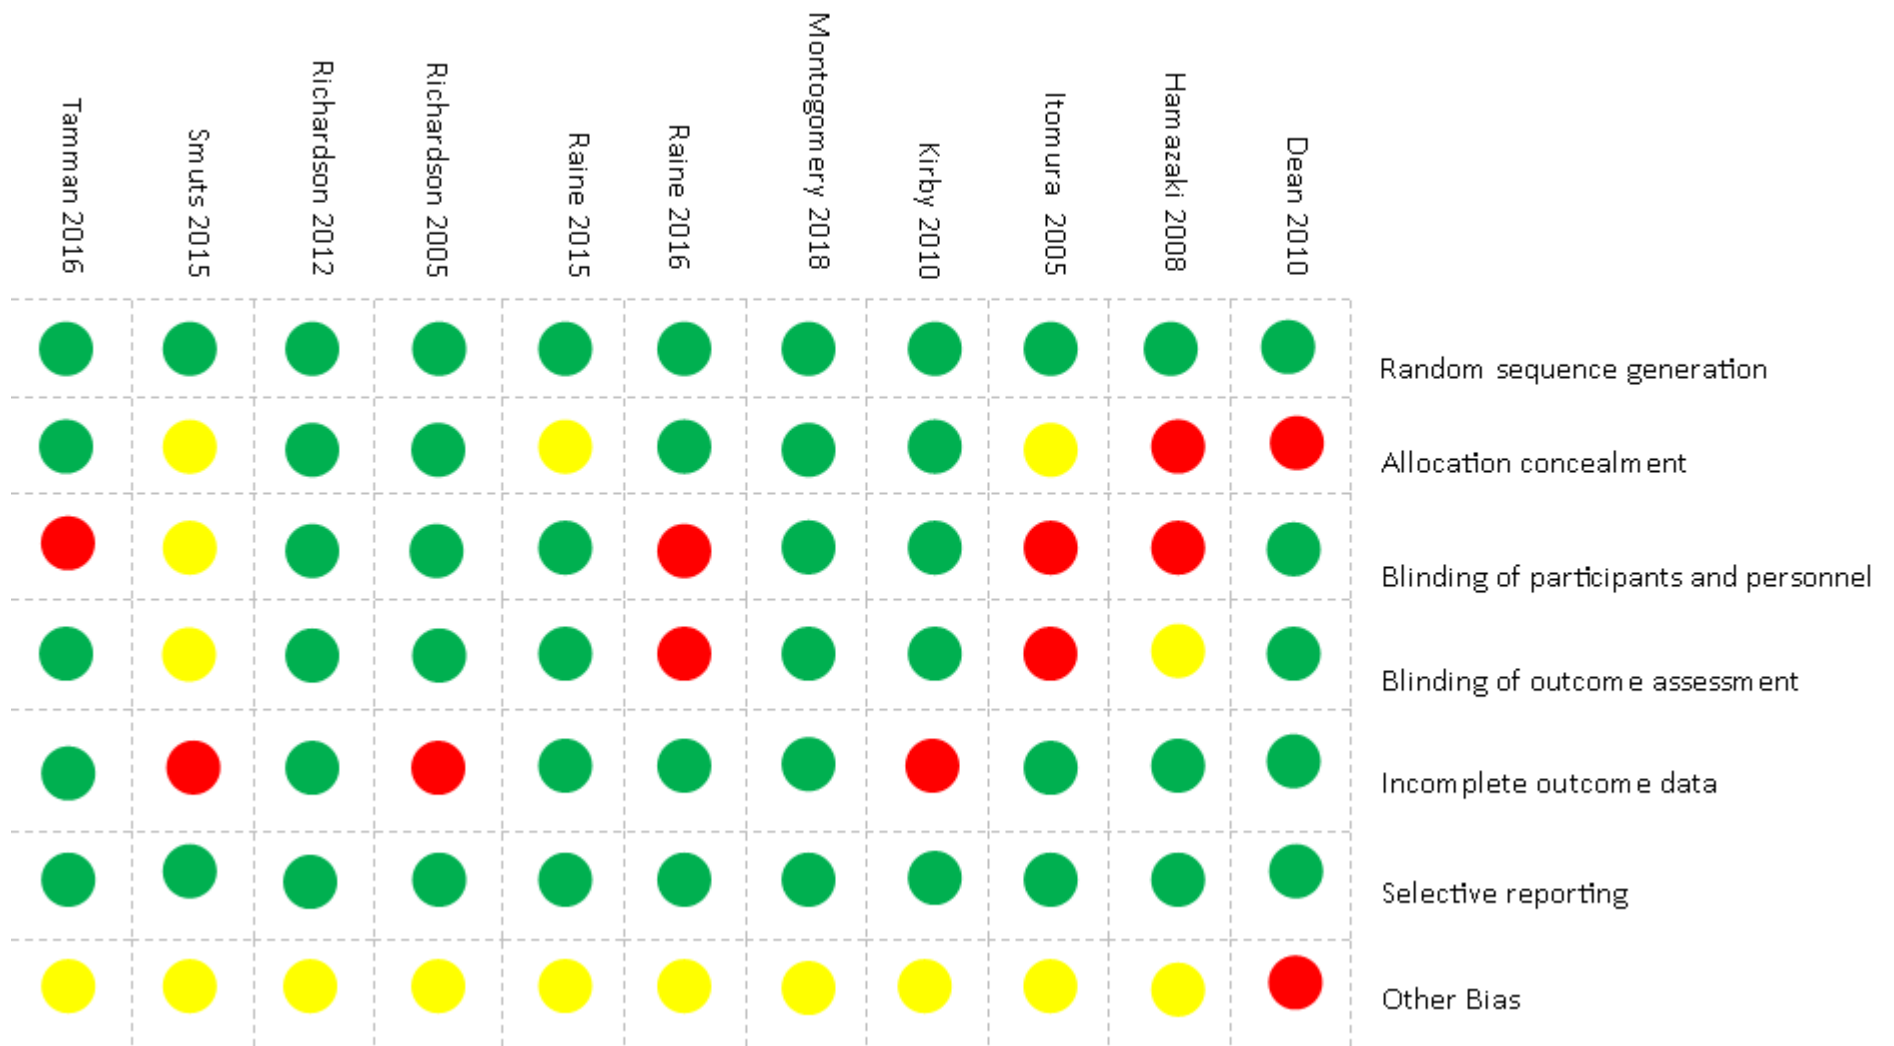 Tamman 2016
Smuts 2015
Richardson 2012
Richardson 2005
Raine 2015
Raine 2016
Montogomery 2018
Kirby 2010
Itomura 2005
Hamazaki 2008
Dean 2010
Random sequence generation
Allocation concealment
Blinding of participants and personnel
Blinding of outcome assessment
Incomplete outcome data
Selective reporting
Other Bias